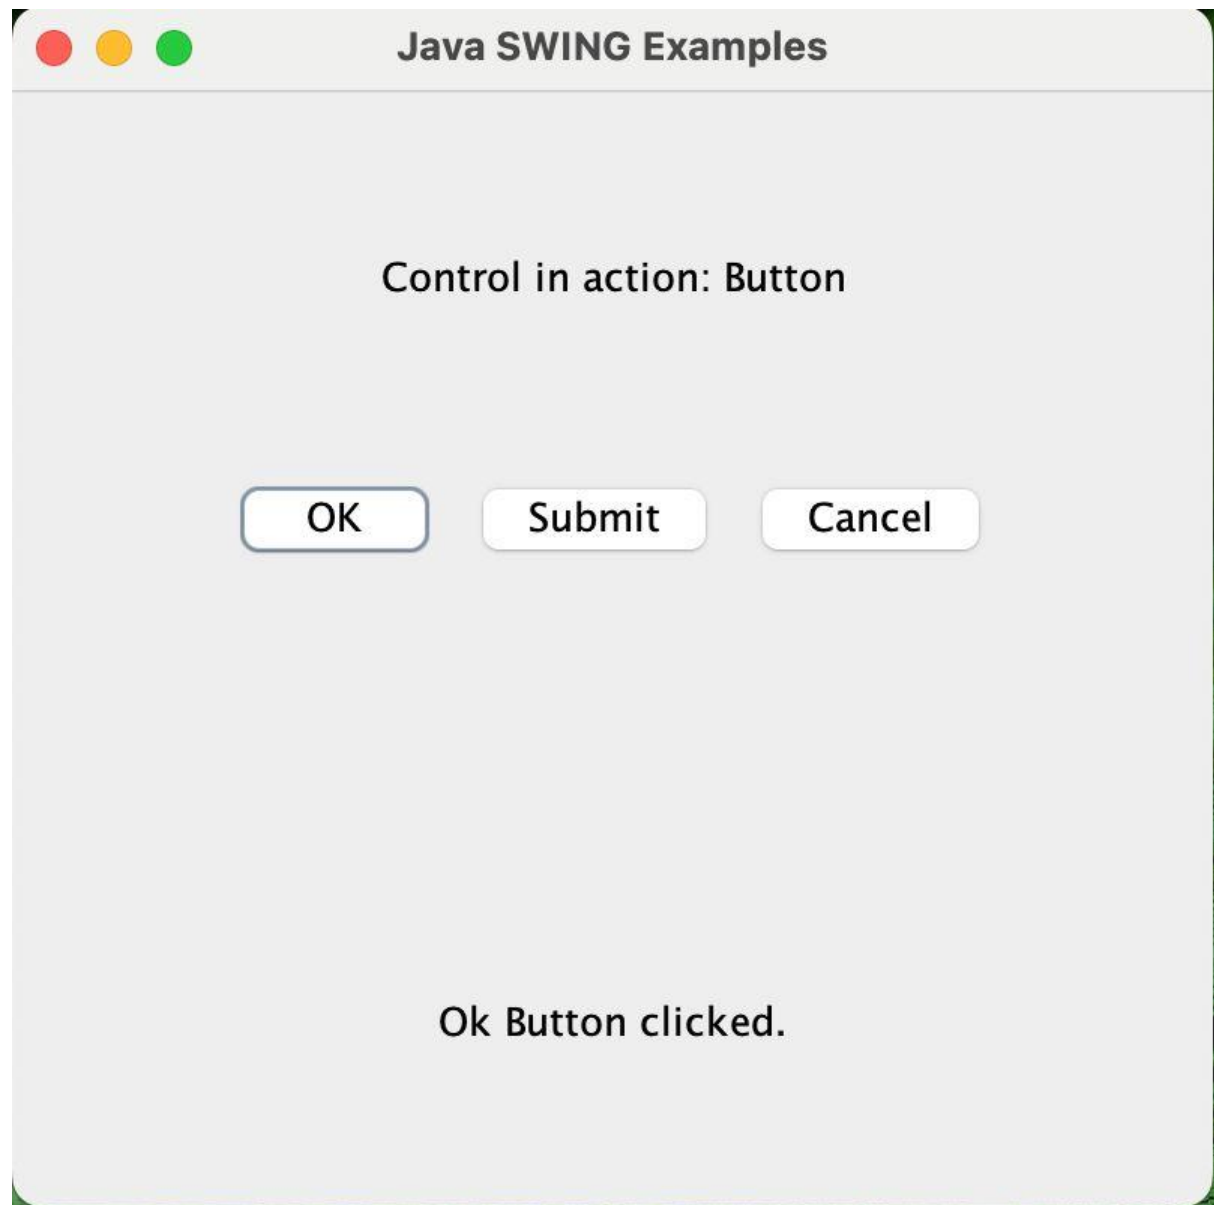 Java SWING Examples
Control in action: Button
OK Submit Cancel
Ok Button clicked.